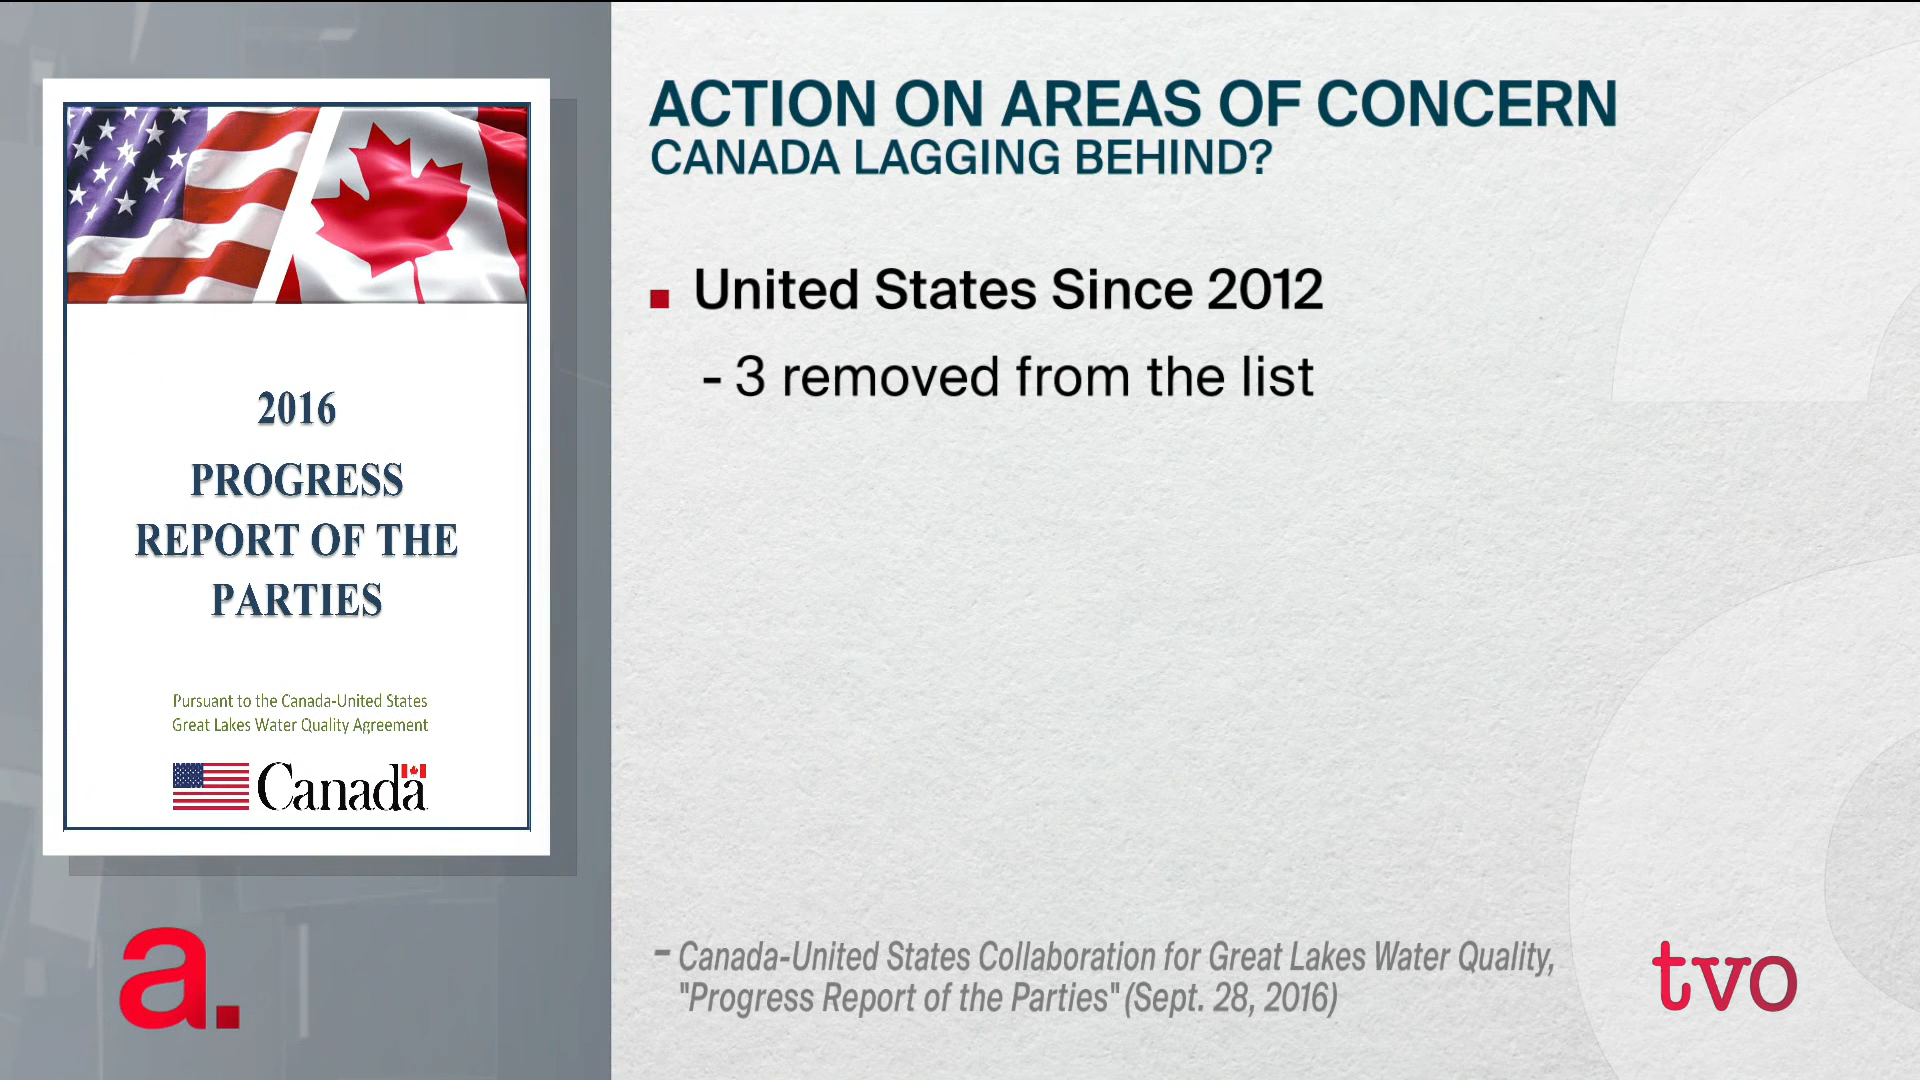 2016
PROGRESS
REPORT OF THE
PARTIES
Pursuant to the Canada-United States
Great Lakes Water Quality Agreement
Canada
a.
ACTION ON AREAS OF CONCERN
CANADA LAGGING BEHIND?
United States Since 2012
- 3 removed from the list
– Canada-United States Collaboration for Great Lakes Water Quality,
"Progress Report of the Parties" (Sept. 28, 2016)
tvo